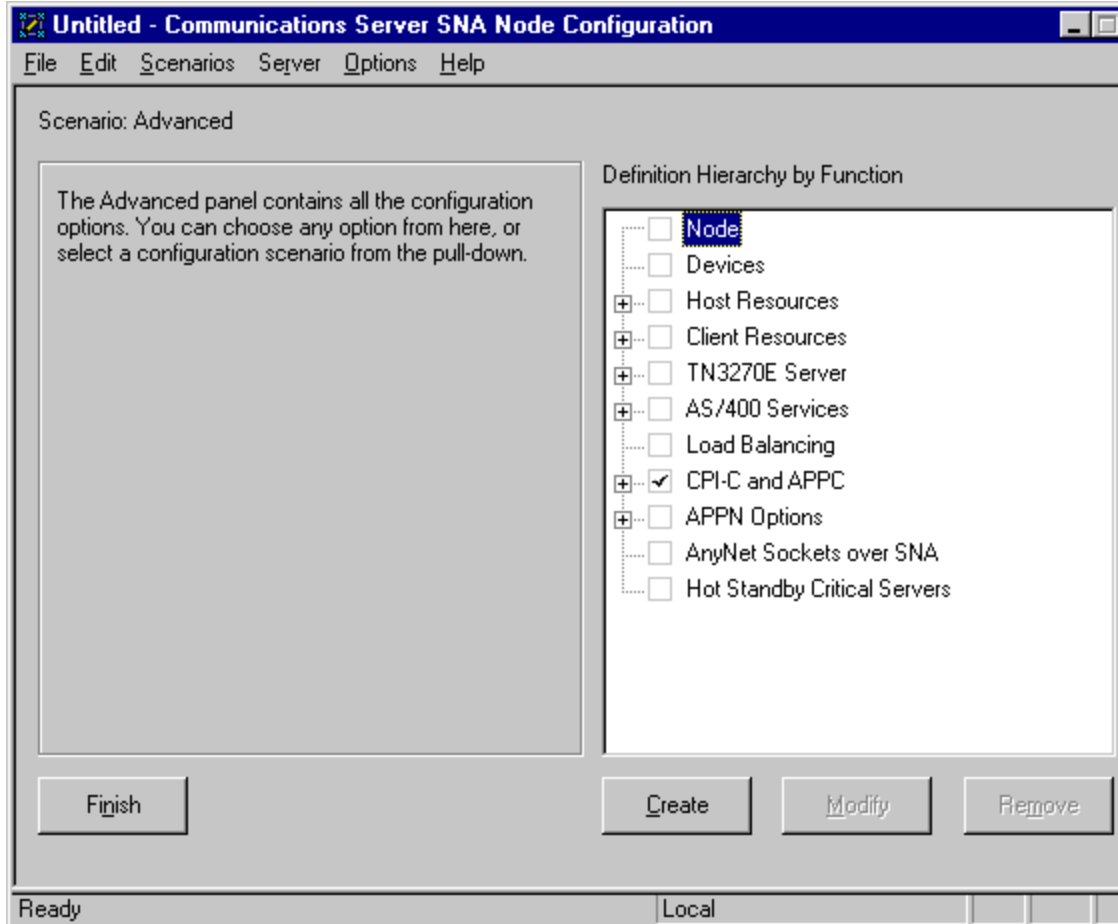 Untitled - Communications Server SNA Node Configuration
File Edit Scenarios Server Options Help
Scenario: Advanced
The Advanced panel contains all the configuration
options. You can choose any option from here, or
select a configuration scenario from the pull-down.
Definition Hierarchy by Function
Node
Devices
Host Resources
Client Resources
TN3270E Server
AS/400 Services
Load Balancing
CPI-C and APPC
APPN Options
AnyNet Sockets over SNA
Hot Standby Critical Servers
Finish
Create Modify Remove
Ready Local